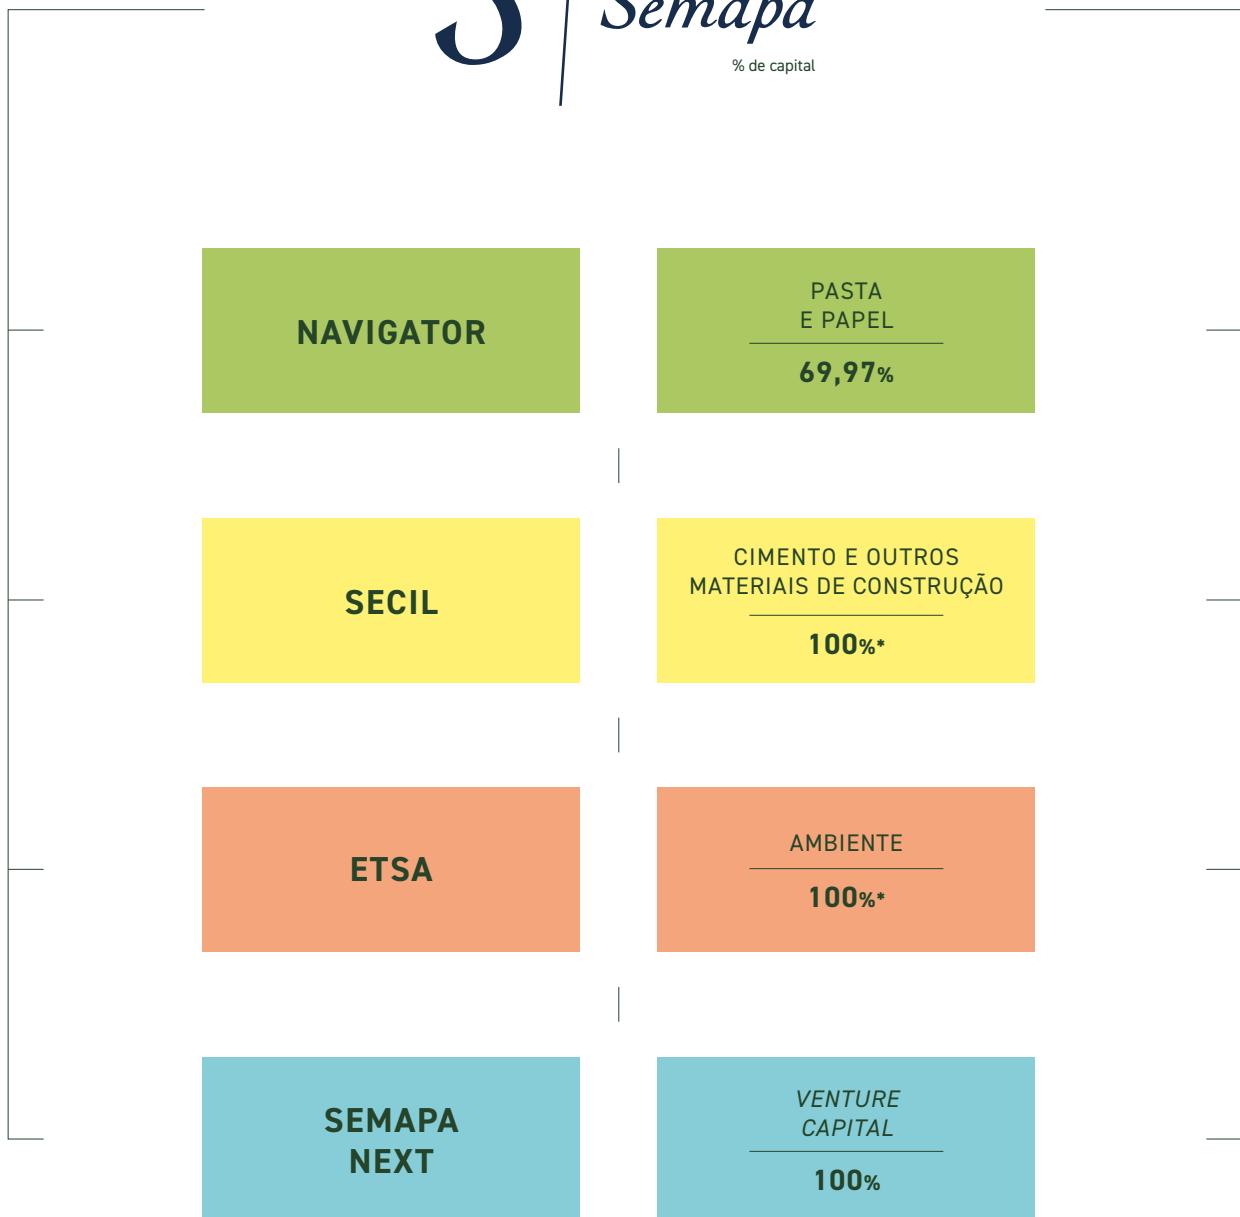 S
Semapa
% de capital
NAVIGATOR
PASTA
E PAPEL
69,97%
SECIL
CIMENTO E OUTROS
MATERIAIS DE CONSTRUÇÃO
100%*
ETSA
AMBIENTE
100%*
SEMAPA
NEXT
VENTURE
CAPITAL
100%